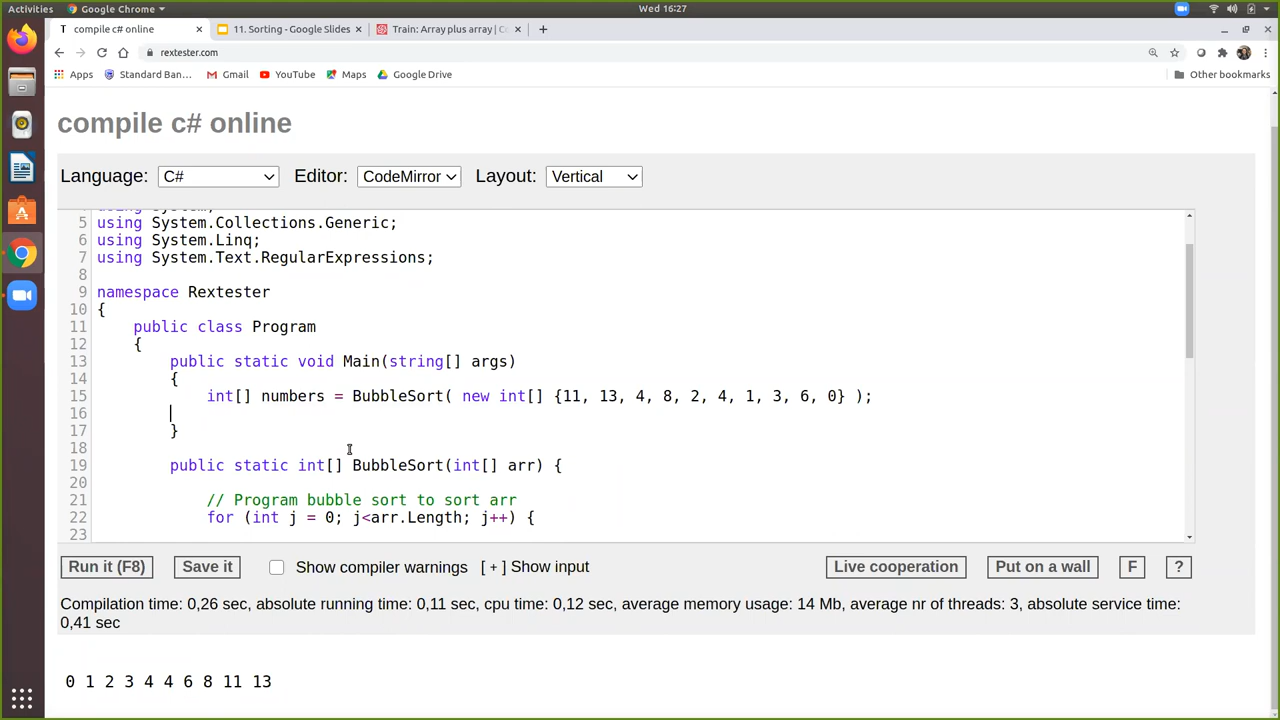 Activities Google Chrome Wed 16:27
compile c# online 11. Sorting - Google Slides Train: Array plus array | C
rextester.com
Apps Standard Ban... Gmail YouTube Maps Google Drive Other bookmarks
compile c# online
Language: C# Editor: CodeMirror Layout: Vertical
5 using System.Collections.Generic;
6 using System.Linq;
7 using System.Text.RegularExpressions;
8
9 namespace Rextester
10 {
11 public class Program
12 {
13 public static void Main(string[] args)
14 {
15 int[] numbers = BubbleSort( new int[] {11, 13, 4, 8, 2, 4, 1, 3, 6, 0} );
16
17 }
18
19 public static int[] BubbleSort(int[] arr) {
20
21 // Program bubble sort to sort arr
22 for (int j = 0; j<arr.Length; j++) {
23
Run it (F8) Save it Show compiler warnings [ + ] Show input Live cooperation Put on a wall F ?
Compilation time: 0,26 sec, absolute running time: 0,11 sec, cpu time: 0,12 sec, average memory usage: 14 Mb, average nr of threads: 3, absolute service time:
0,41 sec
0 1 2 3 4 4 6 8 11 13